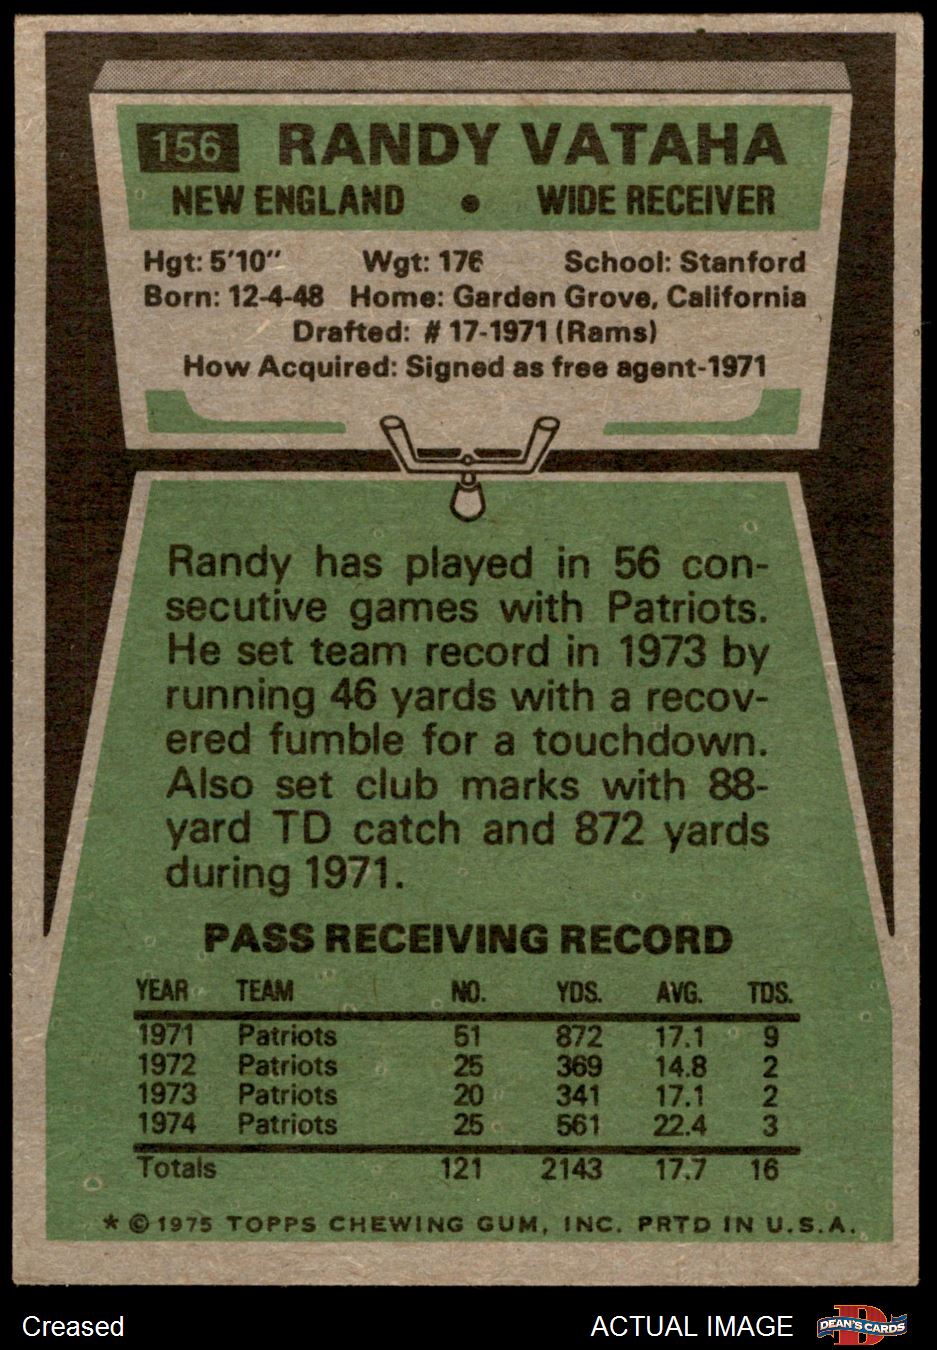 156 RANDY VATAHA
NEW ENGLAND • WIDE RECEIVER
Hgt: 5'10" Wgt: 176 School: Stanford
Born: 12-4-48 Home: Garden Grove, California
Drafted: # 17-1971 (Rams)
How Acquired: Signed as free agent-1971
Randy has played in 56 con-
secutive games with Patriots.
He set team record in 1973 by
running 46 yards with a recov-
ered fumble for a touchdown.
Also set club marks with 88-
yard TD catch and 872 yards
during 1971.
PASS RECEIVING RECORD
YEAR TEAM NO. YDS. AVG. TDS.
1971 Patriots 51 872 17.1 9
1972 Patriots 25 369 14.8 2
1973 Patriots 20 341 17.1 2
1974 Patriots 25 561 22.4 3
Totals 121 2143 17.7 16
* © 1975 TOPPS CHEWING GUM, INC. PRTD IN U.S.A.
Creased ACTUAL IMAGE D DEAN'S CARDS